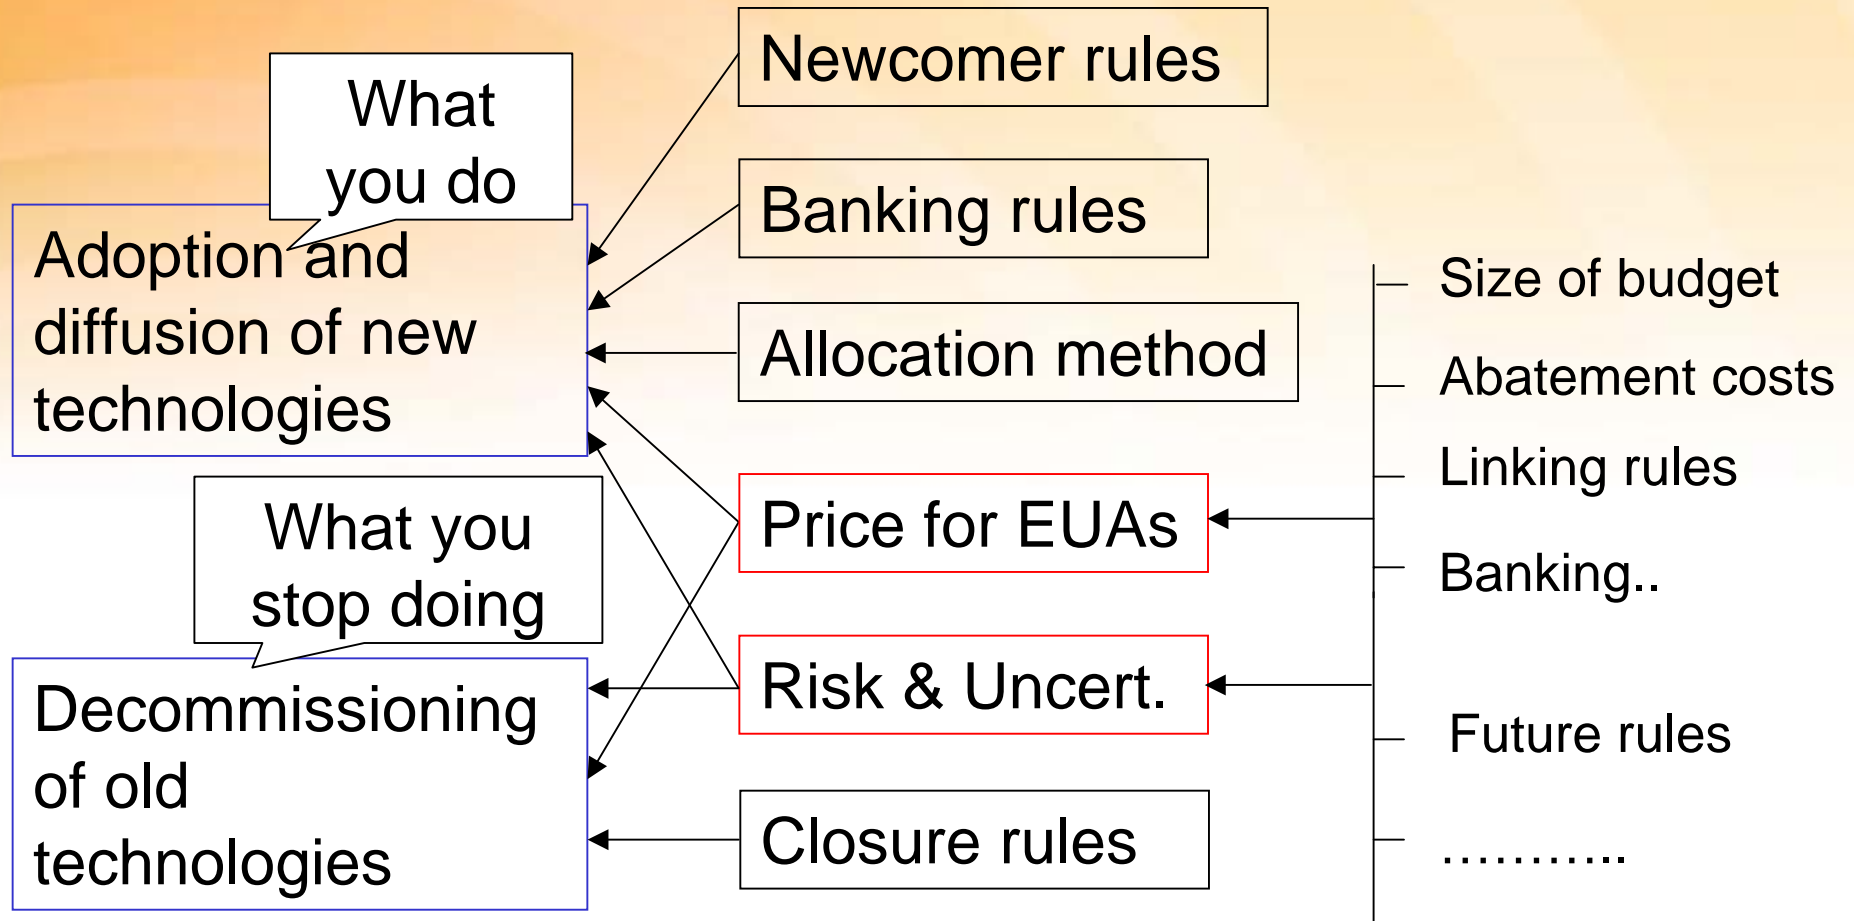 What
you do
Adoption and
diffusion of new
technologies
What you
stop doing
Decommissioning
of old
technologies
Newcomer rules
Banking rules
Allocation method
Price for EUAs
Risk & Uncert.
Closure rules
Size of budget
Abatement costs
Linking rules
Banking..
Future rules
………..